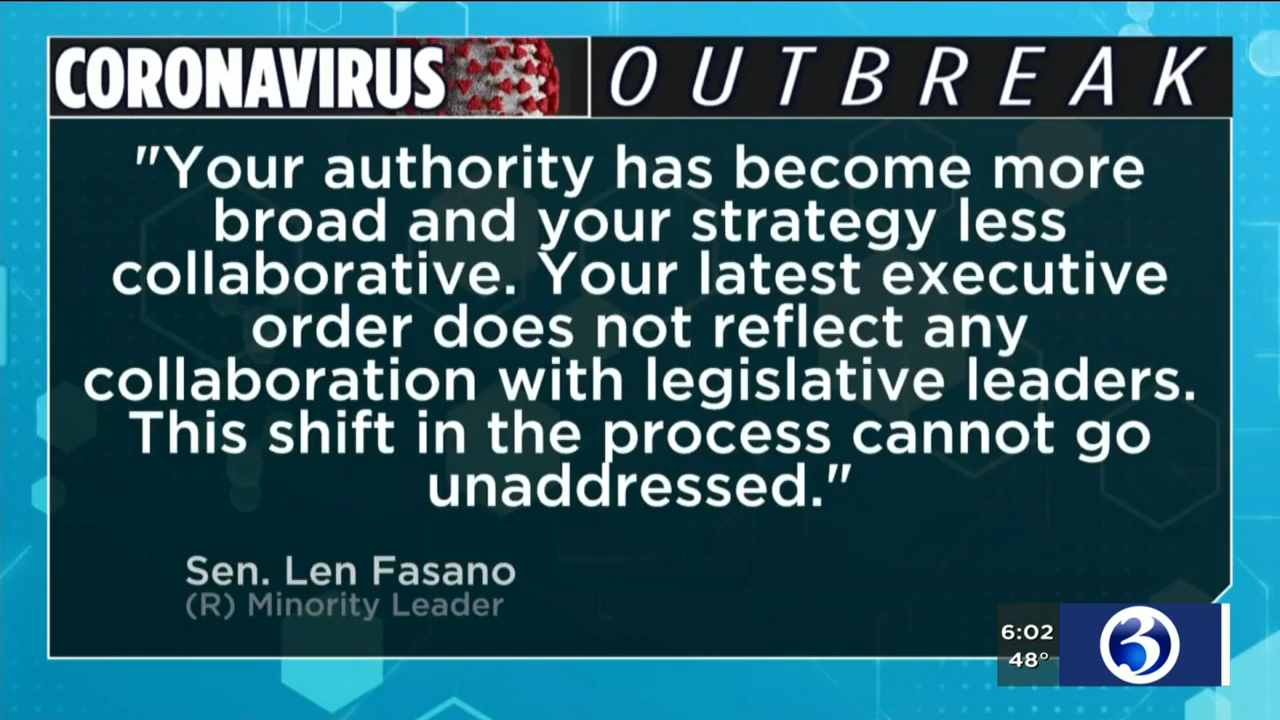 CORONAVIRUS OUTBREAK
"Your authority has become more
broad and your strategy less
collaborative. Your latest executive
order does not reflect any
collaboration with legislative leaders.
This shift in the process cannot go
unaddressed."
Sen. Len Fasano
(R) Minority Leader
6:02
48°
3